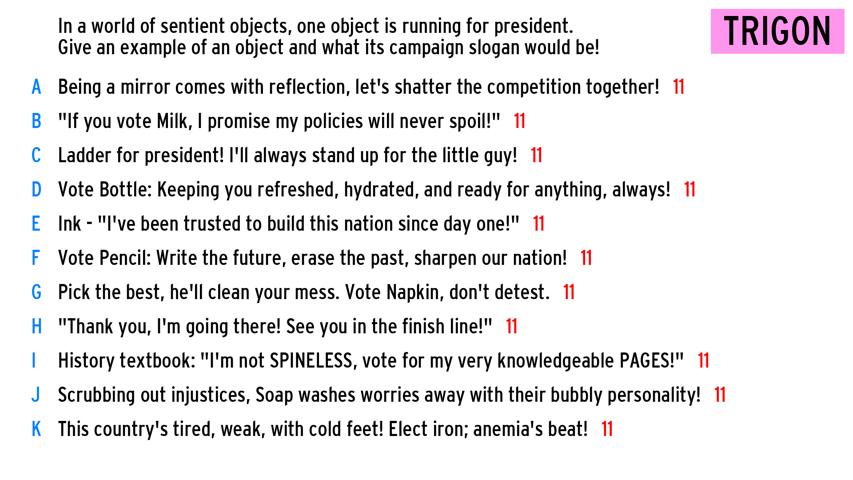 In a world of sentient objects, one object is running for president.
Give an example of an object and what its campaign slogan would be!
TRIGON
A Being a mirror comes with reflection, let's shatter the competition together! 11
B "If you vote Milk, I promise my policies will never spoil!" 11
C Ladder for president! I'll always stand up for the little guy! 11
D Vote Bottle: Keeping you refreshed, hydrated, and ready for anything, always! 11
E Ink - "I've been trusted to build this nation since day one!" 11
F Vote Pencil: Write the future, erase the past, sharpen our nation! 11
G Pick the best, he'll clean your mess. Vote Napkin, don't detest. 11
H "Thank you, I'm going there! See you in the finish line!" 11
I History textbook: "I'm not SPINELESS, vote for my very knowledgeable PAGES!" 11
J Scrubbing out injustices, Soap washes worries away with their bubbly personality! 11
K This country's tired, weak, with cold feet! Elect iron; anemia's beat! 11